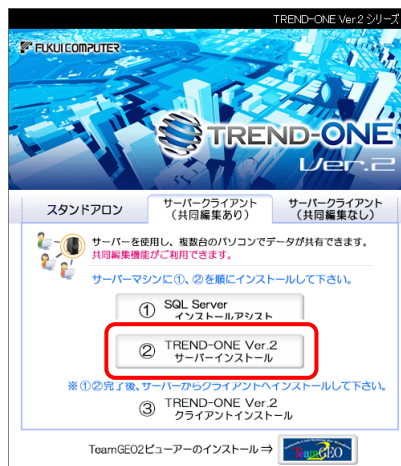 TREND-ONE Ver.2 シリーズ
FUKUI COMPUTER
TREND-ONE
Ver.2
スタンドアロン
サーバークライアント
（共同編集あり）
サーバークライアント
（共同編集なし）
サーバーを使用し、複数台のパソコンでデータが共有できます。
共同編集機能がご利用できます。
サーバーマシンに①、②を順にインストールして下さい。
① SQL Server
インストールアシスト
② TREND-ONE Ver.2
サーバーインストール
※①②完了後、サーバーからクライアントへインストールして下さい。
③ TREND-ONE Ver.2
クライアントインストール
TeamGEO2ビューアーのインストール⇒
TeamGEO
2